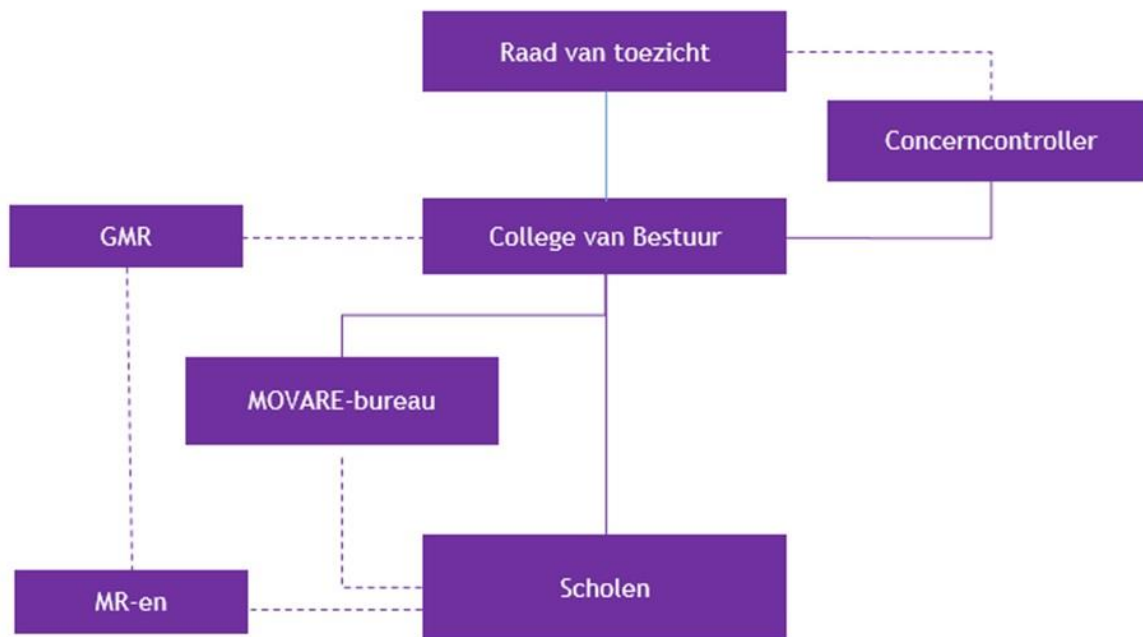 Raad van toezicht
Concerncontroller
GMR
College van Bestuur
MOVARE-bureau
MR-en
Scholen